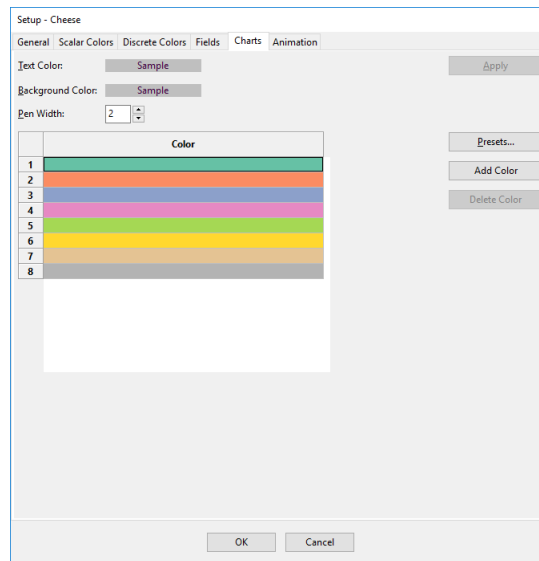 Setup - Cheese
General Scalar Colors Discrete Colors Fields Charts Animation
Text Color: Sample Apply
Background Color: Sample
Pen Width: 2
Color Presets...
1
Add Color
2
3 Delete Color
4
5
6
7
8
OK Cancel